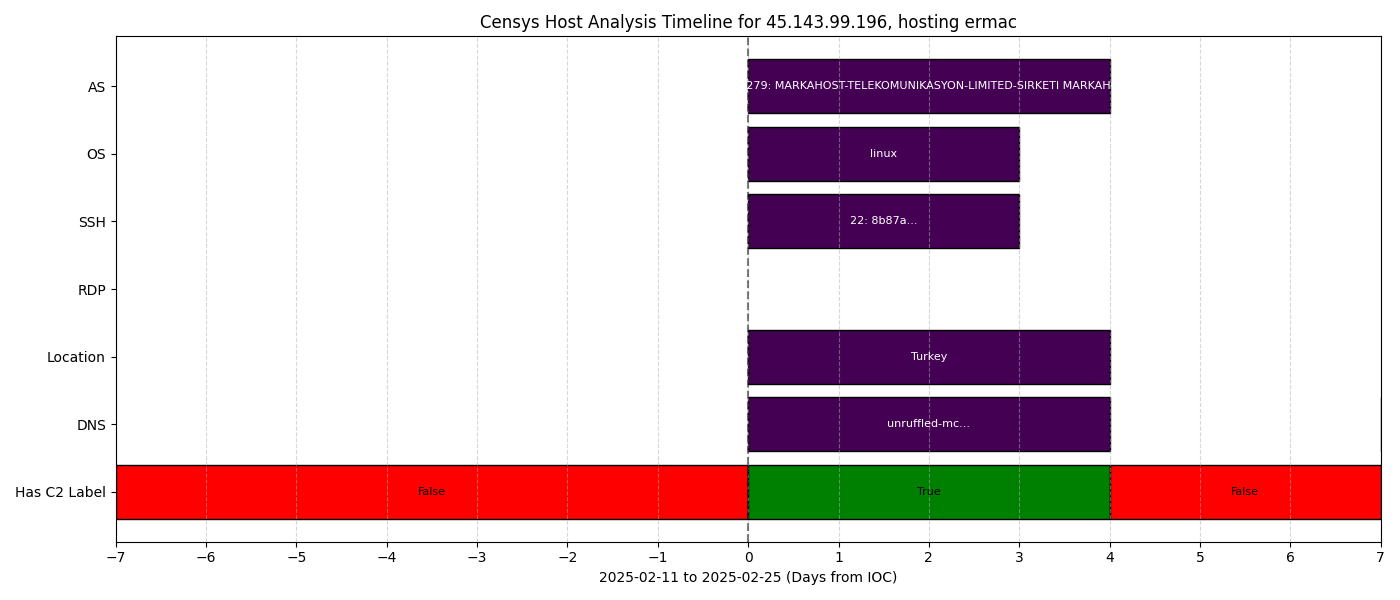 Censys Host Analysis Timeline for 45.143.99.196, hosting ermac
AS
279: MARKAHOST-TELEKOMUNIKASYON-LIMITED-SIRKETI MARKAH
OS
linux
SSH
22: 8b87a...
RDP
Location
Turkey
DNS
unruffled-mc...
Has C2 Label
False
True
False
−7 −6 −5 −4 −3 −2 −1 0 1 2 3 4 5 6 7
2025-02-11 to 2025-02-25 (Days from IOC)